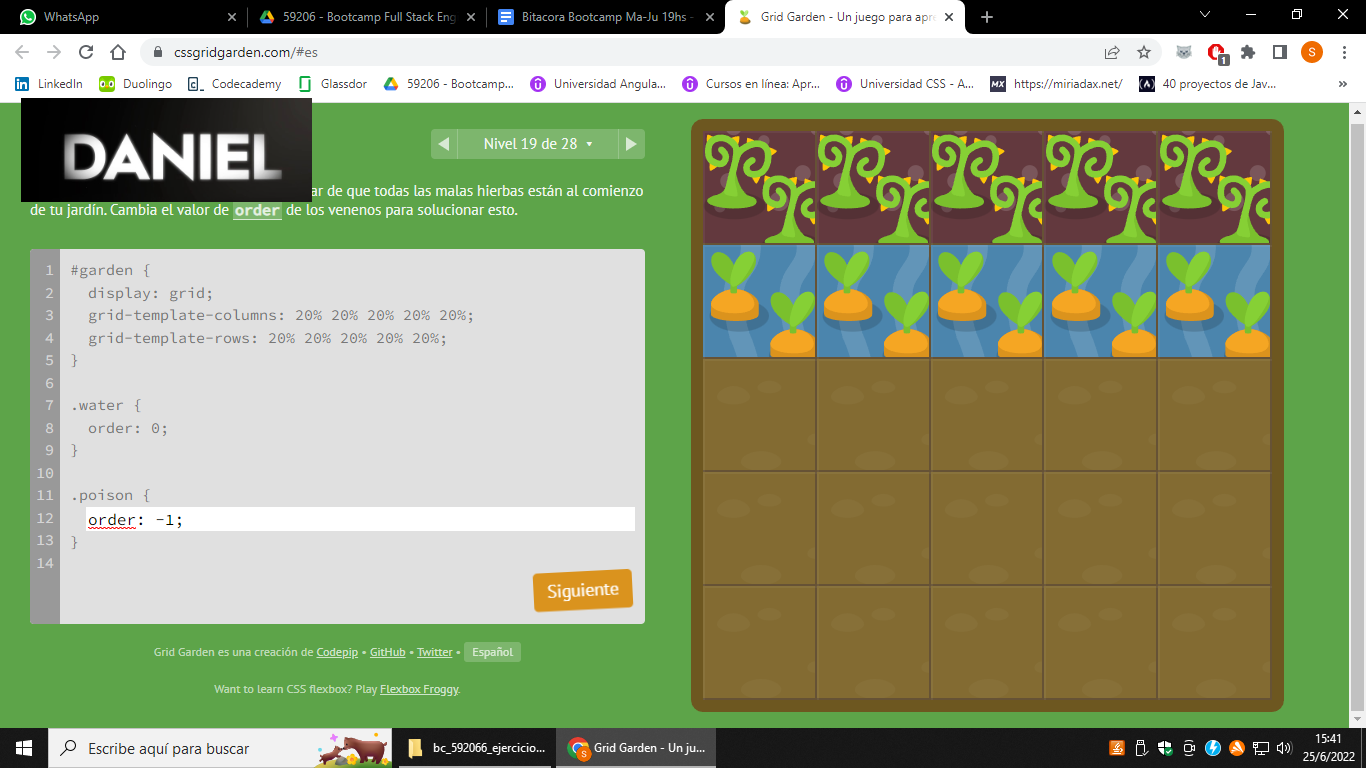 WhatsApp
59206 - Bootcamp Full Stack Eng
Bitacora Bootcamp Ma-Ju 19hs -
Grid Garden - Un juego para apre
cssgridgarden.com/#es
S
1
LinkedIn
Duolingo
Codecademy
Glassdor
59206 - Bootcamp...
Universidad Angula...
Cursos en línea: Apr...
Universidad CSS - A...
MX https://miriadax.net/
40 proyectos de Jav...
»
DANIEL
Nivel 19 de 28
ar de que todas las malas hierbas están al comienzo
de tu jardín. Cambia el valor de order de los venenos para solucionar esto.
1 #garden {
2 display: grid;
3 grid-template-columns: 20% 20% 20% 20% 20%;
4 grid-template-rows: 20% 20% 20% 20% 20%;
5 }
6
7 .water {
8 order: 0;
9 }
10
11 .poison {
12 order: -1;
13 }
14
Siguiente
Grid Garden es una creación de Codepip • GitHub • Twitter • Español
Want to learn CSS flexbox? Play Flexbox Froggy.
Escribe aquí para buscar
bc_592066_ejercicio...
S
Grid Garden - Un ju...
15:41
25/6/2022